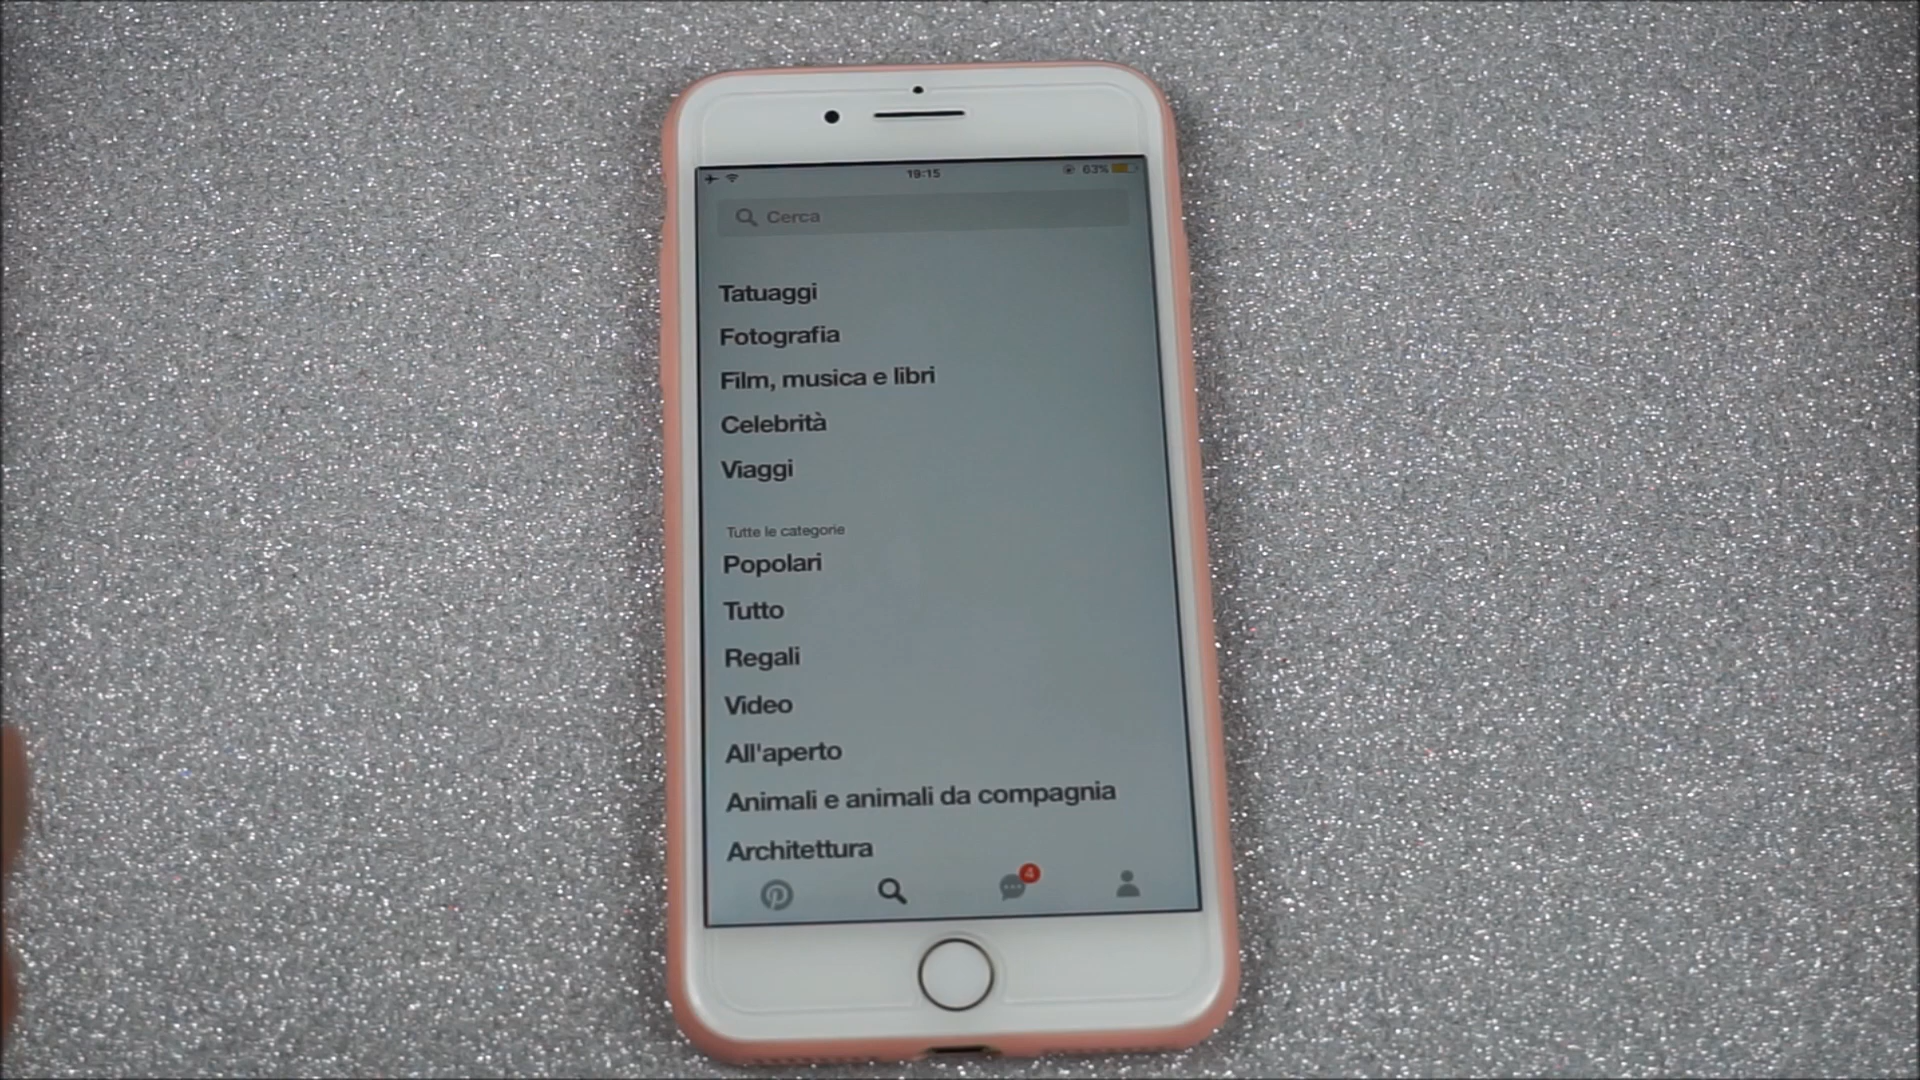 19:15
63%
Cerca
Tatuaggi
Fotografia
Film, musica e libri
Celebrità
Viaggi
Tutte le categorie
Popolari
Tutto
Regali
Video
All'aperto
Animali e animali da compagnia
Architettura
4